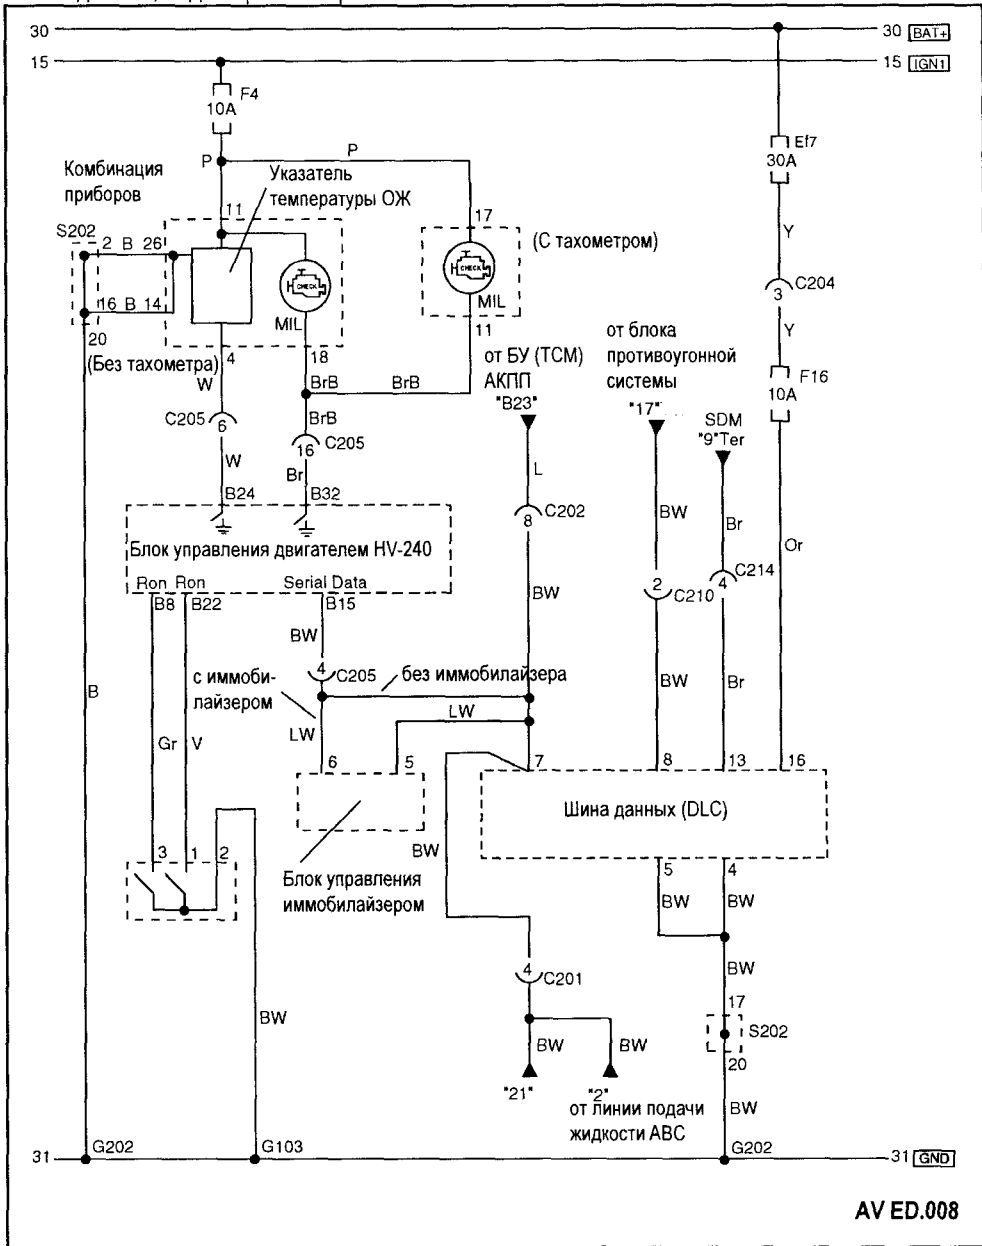 30
30 BAT+
15
15 IGN1
F4
10A
Ef7
30A
P
P
Комбинация
приборов
Указатель
температуры ОЖ
11
17
S202
2 B 26
(С тахометром)
Y
C204
3
CHECK
CHECK
16 B 14
MIL
MIL
20
11
Y
(Без тахометра)
4
18
от БУ (TCM)
АКПП
"B23"
от блока
противоугонной
системы
"17"
F16
10A
W
BrB
BrB
BrB
SDM
"9"Ter
C205
6
C205
16
W
Br
L
B24
B32
C202
8
BW
Br
Or
Блок управления двигателем HV-240
C214
4
2
C210
Ron
Ron
Serial Data
B8
B22
B15
BW
BW
4
C205
с иммоби-
лайзером
без иммобилайзера
BW
Br
B
LW
LW
Gr
V
6
5
7
8
13
16
Шина данных (DLC)
3
1
2
BW
5
4
Блок управления
иммобилайзером
BW
BW
4
C201
BW
17
BW
BW
BW
S202
20
"21"
"2"
от линии подачи
жидкости АВС
BW
31
G202
G103
G202
31 GND
AV ED.008